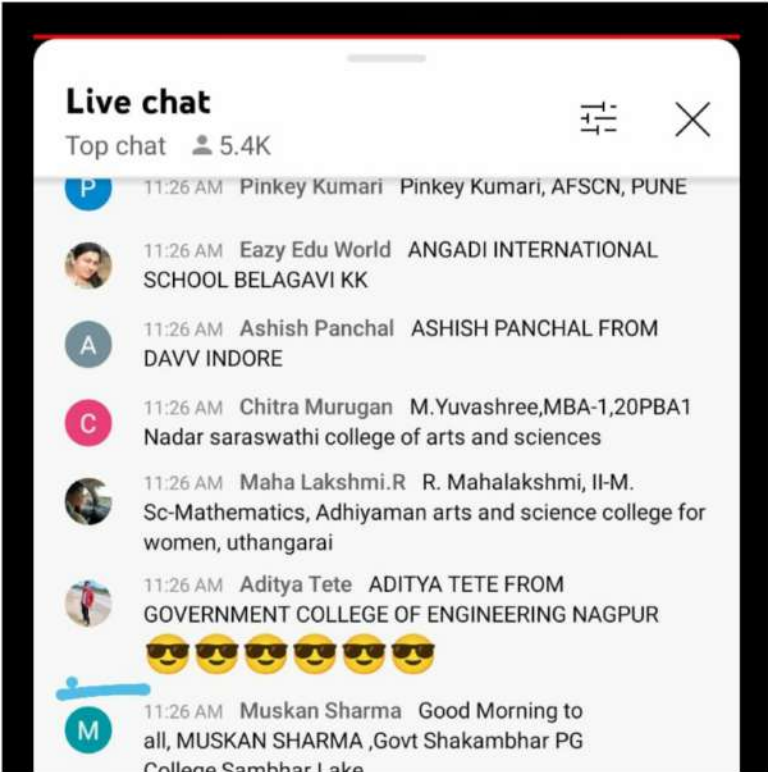 Live chat
Top chat 5.4K
P 11:26 AM Pinkey Kumari Pinkey Kumari, AFSCN, PUNE
11:26 AM Eazy Edu World ANGADI INTERNATIONAL
SCHOOL BELAGAVI KK
A 11:26 AM Ashish Panchal ASHISH PANCHAL FROM
DAVV INDORE
C 11:26 AM Chitra Murugan M.Yuvashree,MBA-1,20PBA1
Nadar saraswathi college of arts and sciences
11:26 AM Maha Lakshmi.R R. Mahalakshmi, II-M.
Sc-Mathematics, Adhiyaman arts and science college for
women, uthangarai
11:26 AM Aditya Tete ADITYA TETE FROM
GOVERNMENT COLLEGE OF ENGINEERING NAGPUR
😎😎😎😎😎😎
M 11:26 AM Muskan Sharma Good Morning to
all, MUSKAN SHARMA ,Govt Shakambhar PG
College Sambhar Lake